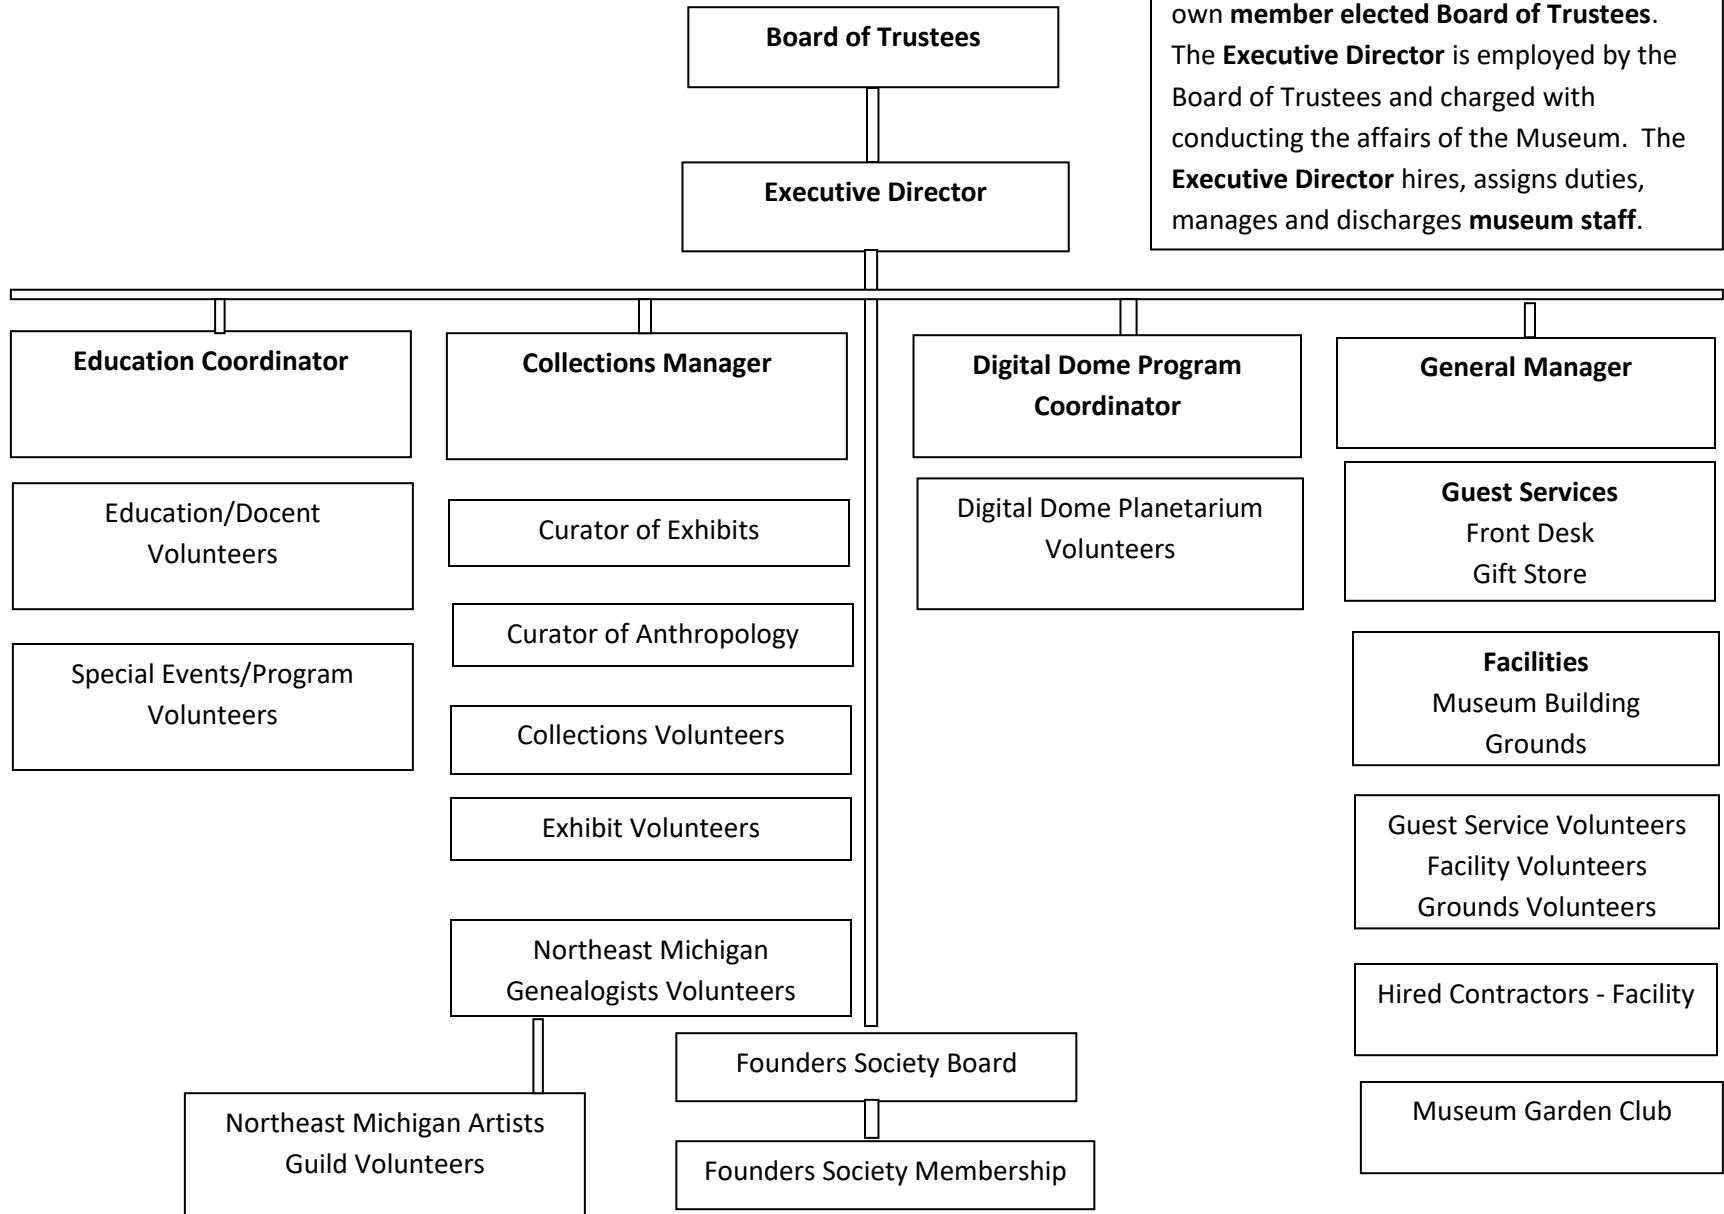 Board of Trustees
own member elected Board of Trustees.
The Executive Director is employed by the
Board of Trustees and charged with
conducting the affairs of the Museum.  The
Executive Director hires, assigns duties,
manages and discharges museum staff.
Executive Director
Education Coordinator
Education/Docent
Volunteers
Special Events/Program
Volunteers
Collections Manager
Curator of Exhibits
Curator of Anthropology
Collections Volunteers
Exhibit Volunteers
Northeast Michigan
Genealogists Volunteers
Northeast Michigan Artists
Guild Volunteers
Founders Society Board
Founders Society Membership
Digital Dome Program
Coordinator
Digital Dome Planetarium
Volunteers
General Manager
Guest Services
Front Desk
Gift Store
Facilities
Museum Building
Grounds
Guest Service Volunteers
Facility Volunteers
Grounds Volunteers
Hired Contractors - Facility
Museum Garden Club